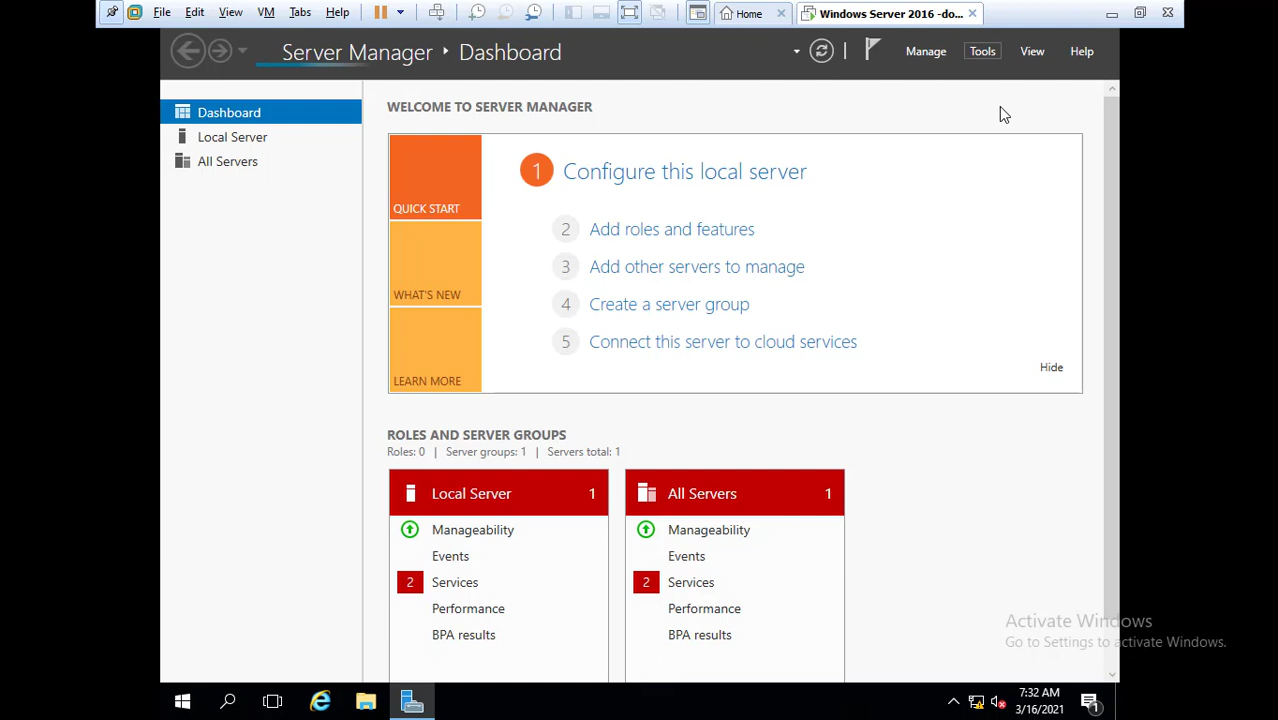 File Edit View VM Tabs Help Home Windows Server 2016 -do...
Server Manager Dashboard Manage Tools View Help
Dashboard
Local Server
All Servers
WELCOME TO SERVER MANAGER
1 Configure this local server
QUICK START
2 Add roles and features
3 Add other servers to manage
WHAT'S NEW
4 Create a server group
5 Connect this server to cloud services
Hide
LEARN MORE
ROLES AND SERVER GROUPS
Roles: 0 | Server groups: 1 | Servers total: 1
Local Server 1
Manageability
Events
2 Services
Performance
BPA results
All Servers 1
Manageability
Events
2 Services
Performance
BPA results
Activate Windows
Go to Settings to activate Windows.
7:32 AM
3/16/2021
1